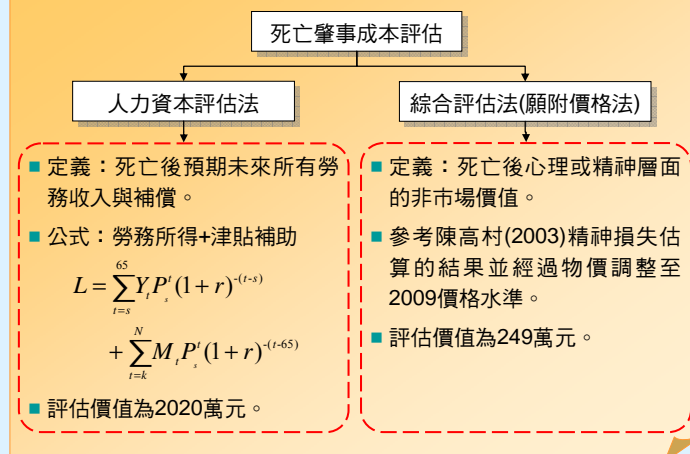 死亡肇事成本評估
人力資本評估法
■ 定義：死亡後預期未來所有勞
務收入與補償。
■ 公式：勞務所得+津貼補助
L = \sum_{t=s}^{65} Y_t P_s^t (1+r)^{-(t-s)}
+ \sum_{t=k}^{N} M_t P_s^t (1+r)^{-(t-65)}
■ 評估價值為2020萬元。
綜合評估法(願附價格法)
■ 定義：死亡後心理或精神層面
的非市場價值。
■ 參考陳高村(2003)精神損失估
算的結果並經過物價調整至
2009價格水準。
■ 評估價值為249萬元。